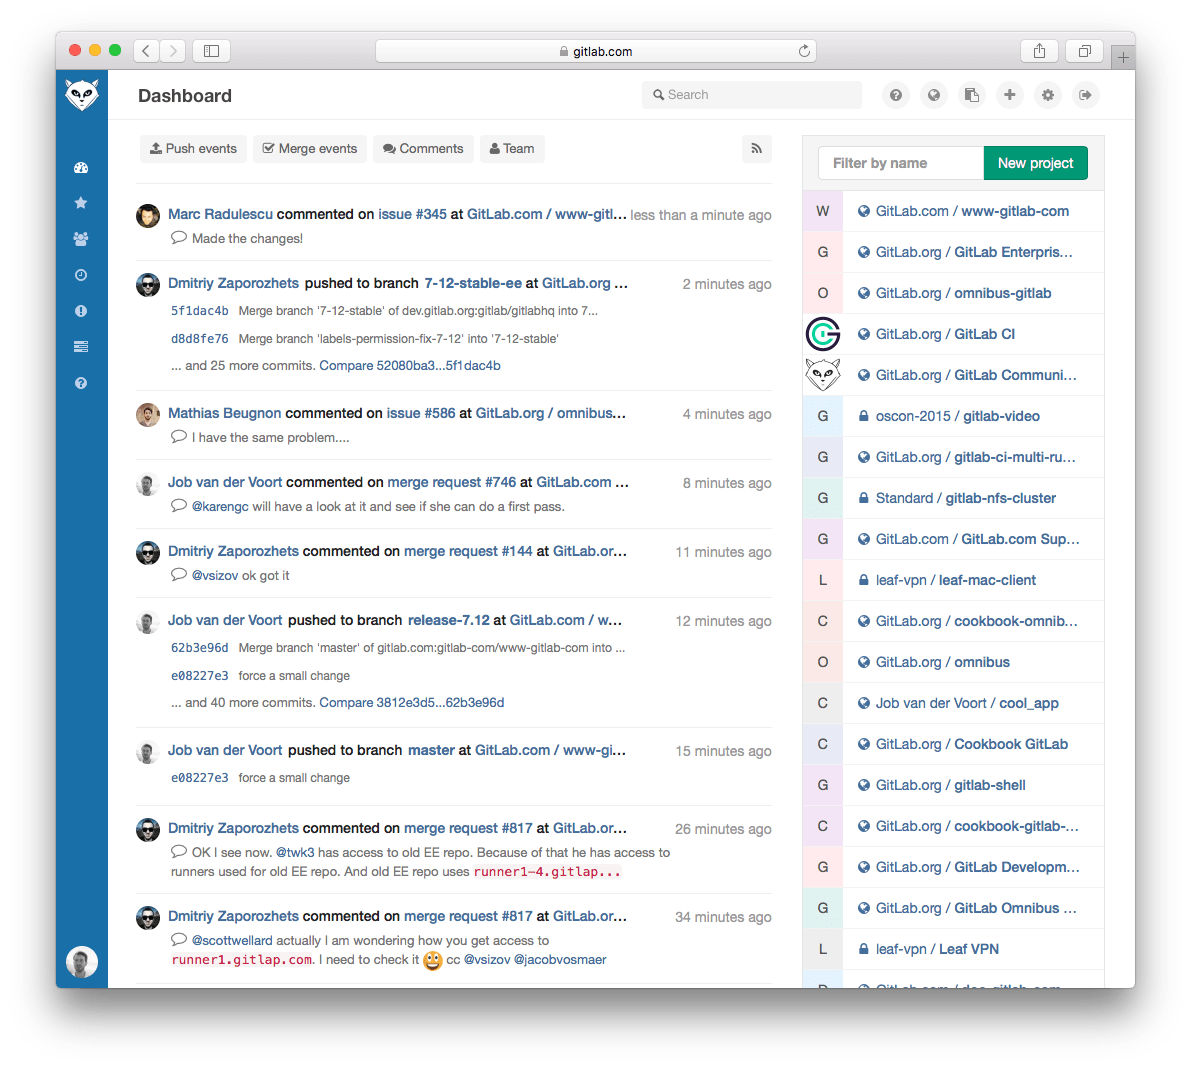 gitlab.com
Dashboard
Search
Push events
Merge events
Comments
Team
Marc Radulescu commented on issue #345 at GitLab.com / www-gitl... less than a minute ago
Made the changes!
Dmitriy Zaporozhets pushed to branch 7-12-stable-ee at GitLab.org ... 2 minutes ago
5f1dac4b Merge branch '7-12-stable' of dev.gitlab.org:gitlab/gitlabhq into 7...
d8d8fe76 Merge branch 'labels-permission-fix-7-12' into '7-12-stable'
... and 25 more commits. Compare 52080ba3...5f1dac4b
Mathias Beugnon commented on issue #586 at GitLab.org / omnibus... 4 minutes ago
I have the same problem....
Job van der Voort commented on merge request #746 at GitLab.com ... 8 minutes ago
@karengc will have a look at it and see if she can do a first pass.
Dmitriy Zaporozhets commented on merge request #144 at GitLab.or... 11 minutes ago
@vsizov ok got it
Job van der Voort pushed to branch release-7.12 at GitLab.com / w... 12 minutes ago
62b3e96d Merge branch 'master' of gitlab.com:gitlab-com/www-gitlab-com into ...
e08227e3 force a small change
... and 40 more commits. Compare 3812e3d5...62b3e96d
Job van der Voort pushed to branch master at GitLab.com / www-gi... 15 minutes ago
e08227e3 force a small change
Dmitriy Zaporozhets commented on merge request #817 at GitLab.or... 26 minutes ago
OK I see now. @twk3 has access to old EE repo. Because of that he has access to
runners used for old EE repo. And old EE repo uses runner1-4.gitlap...
Dmitriy Zaporozhets commented on merge request #817 at GitLab.or... 34 minutes ago
@scottwellard actually I am wondering how you get access to
runner1.gitlap.com. I need to check it cc @vsizov @jacobvosmaer
Filter by name
New project
W GitLab.com / www-gitlab-com
G GitLab.org / GitLab Enterpris...
O GitLab.org / omnibus-gitlab
GitLab.org / GitLab CI
GitLab.org / GitLab Communi...
G oscon-2015 / gitlab-video
G GitLab.org / gitlab-ci-multi-ru...
G Standard / gitlab-nfs-cluster
G GitLab.com / GitLab.com Sup...
L leaf-vpn / leaf-mac-client
C GitLab.org / cookbook-omnib...
O GitLab.org / omnibus
C Job van der Voort / cool_app
C GitLab.org / Cookbook GitLab
G GitLab.org / gitlab-shell
C GitLab.org / cookbook-gitlab-...
G GitLab.org / GitLab Developm...
G GitLab.org / GitLab Omnibus ...
L leaf-vpn / Leaf VPN